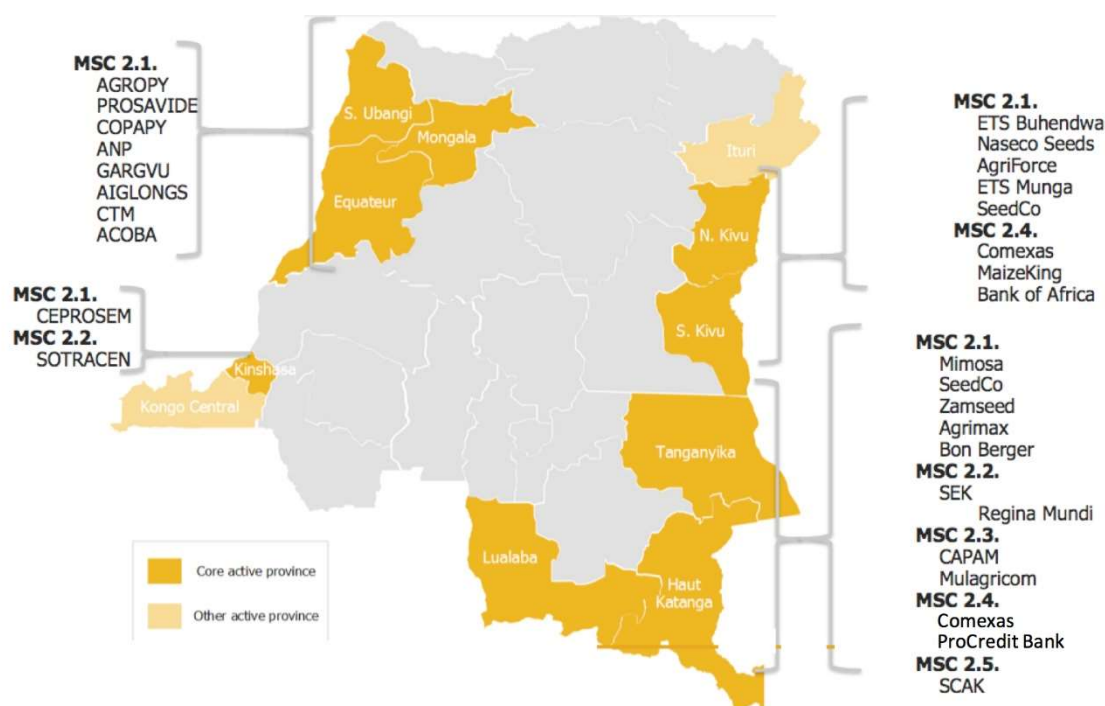 MSC 2.1.
AGROPY
PROSAVIDE
COPAPY
ANP
GARGVU
AIGLONGS
CTM
ACOBA
MSC 2.1.
CEPROSEM
MSC 2.2.
SOTRACEN
S. Ubangi
Mongala
Equateur
Kinshasa
Kongo Central
Ituri
N. Kivu
S. Kivu
Tanganyika
Lualaba
Haut
Katanga
Core active province
Other active province
MSC 2.1.
ETS Buhendwa
Naseco Seeds
AgriForce
ETS Munga
SeedCo
MSC 2.4.
Comexas
MaizeKing
Bank of Africa
MSC 2.1.
Mimosa
SeedCo
Zamseed
Agrimax
Bon Berger
MSC 2.2.
SEK
Regina Mundi
MSC 2.3.
CAPAM
Mulagricom
MSC 2.4.
Comexas
ProCredit Bank
MSC 2.5.
SCAK